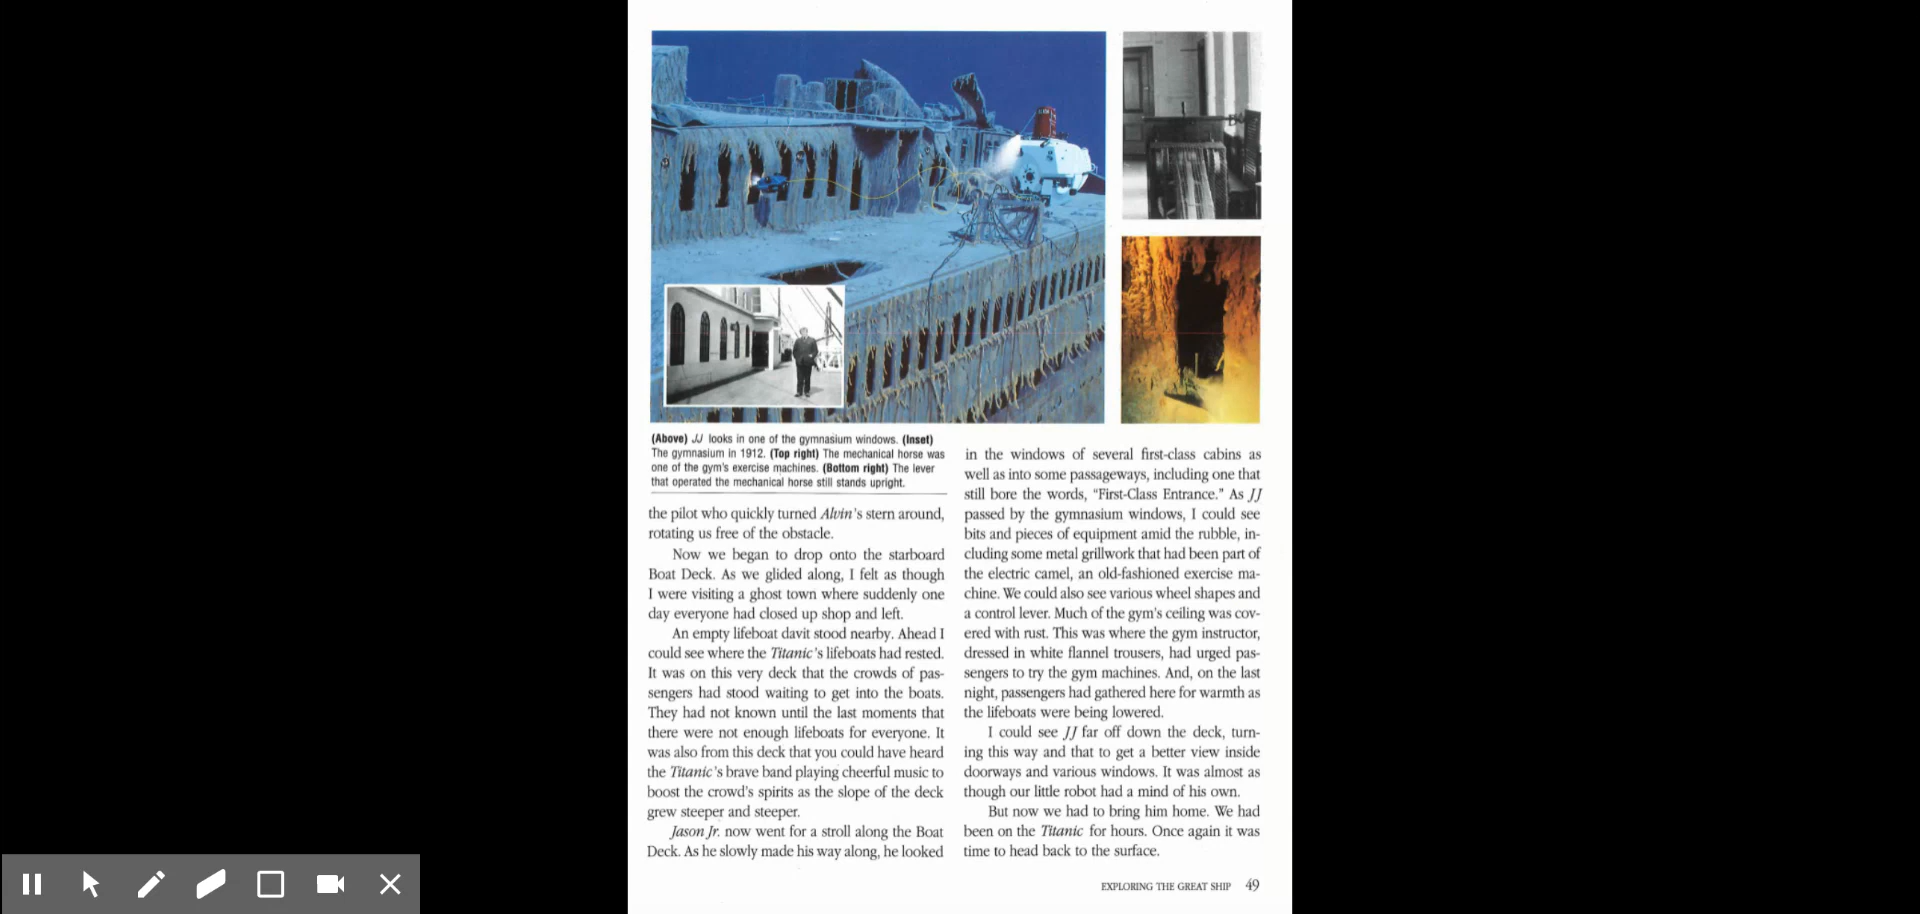 (Above) JJ looks in one of the gymnasium windows. (Inset)
The gymnasium in 1912. (Top right) The mechanical horse was
one of the gym's exercise machines. (Bottom right) The lever
that operated the mechanical horse still stands upright.
the pilot who quickly turned Alvin's stern around,
rotating us free of the obstacle.
Now we began to drop onto the starboard
Boat Deck. As we glided along, I felt as though
I were visiting a ghost town where suddenly one
day everyone had closed up shop and left.
An empty lifeboat davit stood nearby. Ahead I
could see where the Titanic's lifeboats had rested.
It was on this very deck that the crowds of pas-
sengers had stood waiting to get into the boats.
They had not known until the last moments that
there were not enough lifeboats for everyone. It
was also from this deck that you could have heard
the Titanic's brave band playing cheerful music to
boost the crowd's spirits as the slope of the deck
grew steeper and steeper.
Jason Jr. now went for a stroll along the Boat
Deck. As he slowly made his way along, he looked
in the windows of several first-class cabins as
well as into some passageways, including one that
still bore the words, “First-Class Entrance.” As JJ
passed by the gymnasium windows, I could see
bits and pieces of equipment amid the rubble, in-
cluding some metal grillwork that had been part of
the electric camel, an old-fashioned exercise ma-
chine. We could also see various wheel shapes and
a control lever. Much of the gym's ceiling was cov-
ered with rust. This was where the gym instructor,
dressed in white flannel trousers, had urged pas-
sengers to try the gym machines. And, on the last
night, passengers had gathered here for warmth as
the lifeboats were being lowered.
I could see JJ far off down the deck, turn-
ing this way and that to get a better view inside
doorways and various windows. It was almost as
though our little robot had a mind of his own.
But now we had to bring him home. We had
been on the Titanic for hours. Once again it was
time to head back to the surface.
EXPLORING THE GREAT SHIP 49